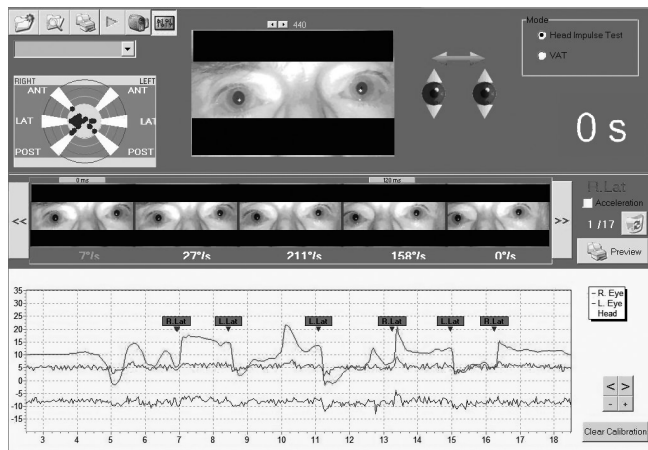 440
Mode
Head Impulse Test
VAT
RIGHT LEFT
ANT ANT
LAT LAT
POST POST
0 s
0 ms 120 ms
R.Lat
Acceleration
<< >>
1 /17
Preview
7°/s 27°/s 211°/s 158°/s 0°/s
35
30
25
20
15
10
5
0
-5
-10
-15
R.Lat L.Lat L.Lat R.Lat L.Lat R.Lat
R. Eye
L. Eye
Head
< >
- +
Clear Calibration
3 4 5 6 7 8 9 10 11 12 13 14 15 16 17 18